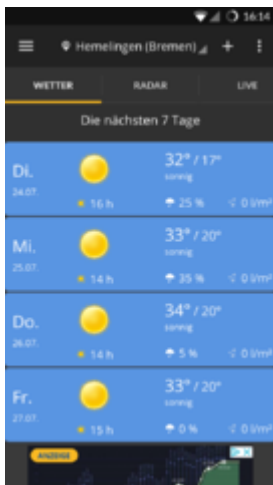 16:14
Hemelingen (Bremen)
WETTER RADAR LIVE
Die nächsten 7 Tage
Di. 32° / 17°
24.07. sonnig
16 h 25 % 0 l/m²
Mi. 33° / 20°
25.07. sonnig
14 h 35 % 0 l/m²
Do. 34° / 20°
26.07. sonnig
14 h 5 % 0 l/m²
Fr. 33° / 20°
27.07. sonnig
15 h 0 % 0 l/m²
ANZEIGE